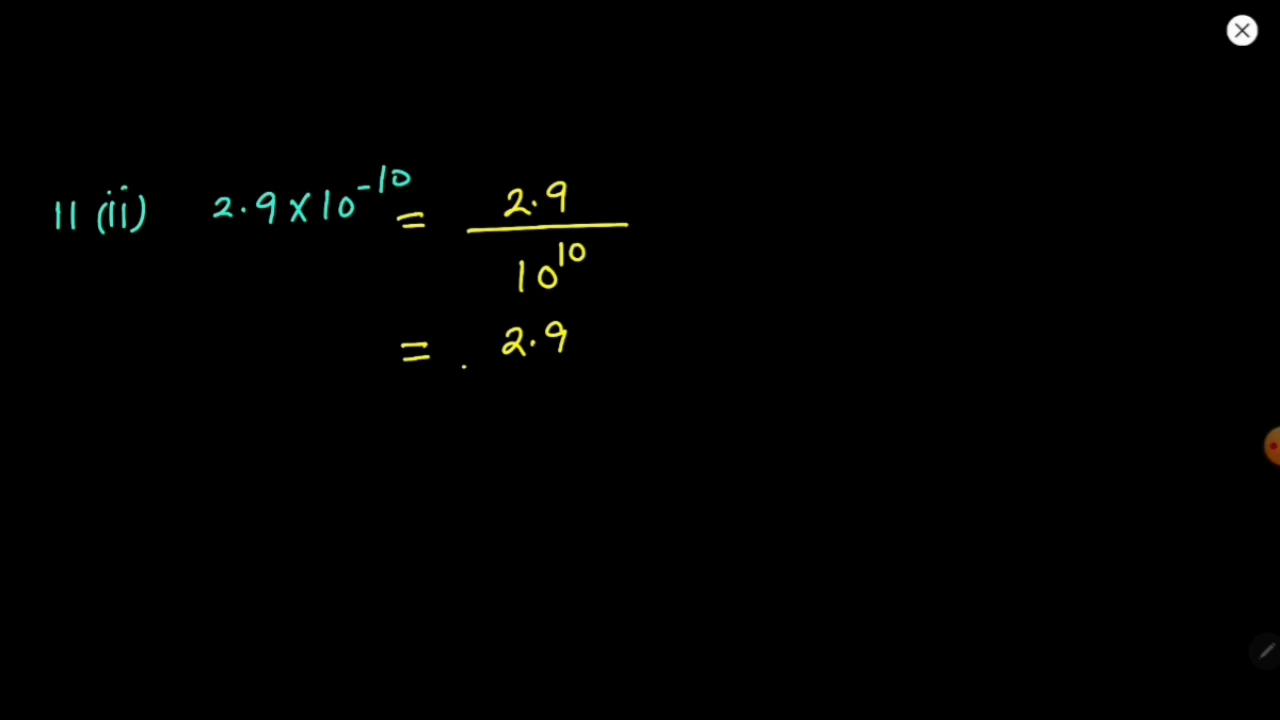 11 (ii) 2.9 × 10⁻¹⁰ = 2.9 / 10¹⁰
= 2.9